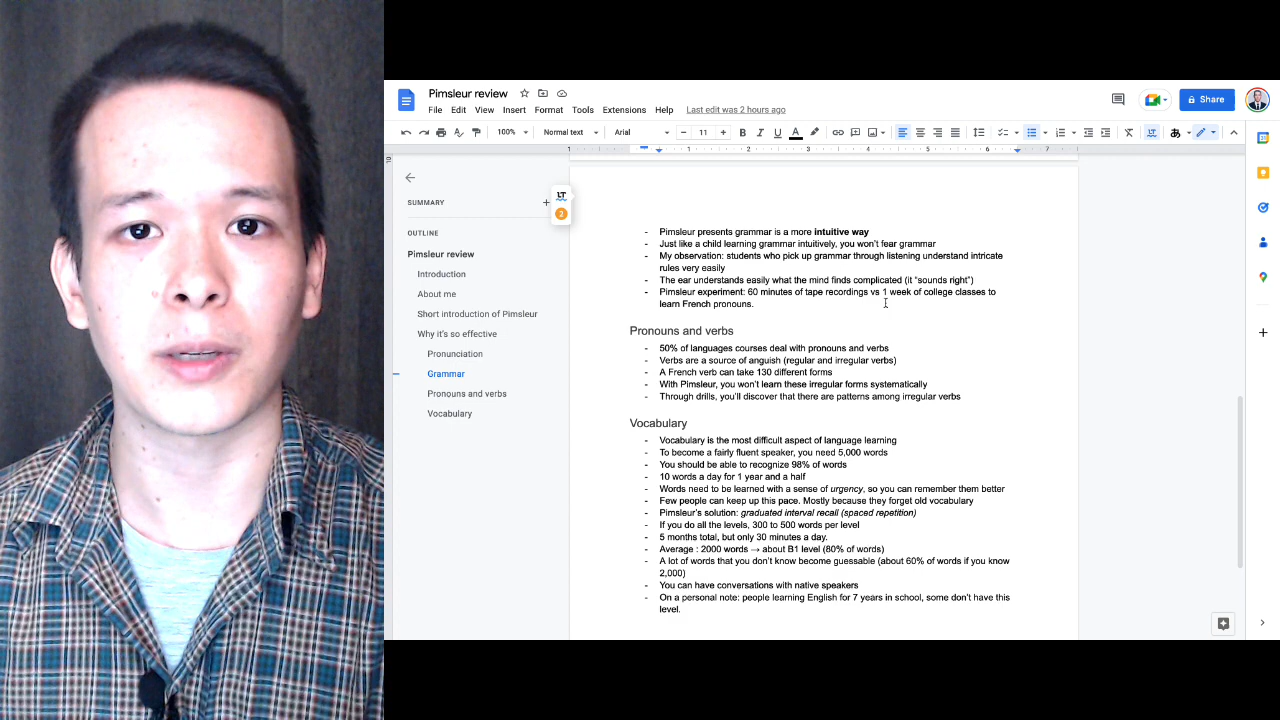 Pimsleur review
File Edit View Insert Format Tools Extensions Help Last edit was 2 hours ago
Share
100% Normal text Arial 11
1 1 2 3 4 5 6 7
SUMMARY
OUTLINE
Pimsleur review
Introduction
About me
Short introduction of Pimsleur
Why it's so effective
Pronunciation
Grammar
Pronouns and verbs
Vocabulary
LT
2
- Pimsleur presents grammar is a more intuitive way
- Just like a child learning grammar intuitively, you won't fear grammar
- My observation: students who pick up grammar through listening understand intricate
rules very easily
- The ear understands easily what the mind finds complicated (it “sounds right”)
- Pimsleur experiment: 60 minutes of tape recordings vs 1 week of college classes to
learn French pronouns.
Pronouns and verbs
- 50% of languages courses deal with pronouns and verbs
- Verbs are a source of anguish (regular and irregular verbs)
- A French verb can take 130 different forms
- With Pimsleur, you won't learn these irregular forms systematically
- Through drills, you'll discover that there are patterns among irregular verbs
Vocabulary
- Vocabulary is the most difficult aspect of language learning
- To become a fairly fluent speaker, you need 5,000 words
- You should be able to recognize 98% of words
- 10 words a day for 1 year and a half
- Words need to be learned with a sense of urgency, so you can remember them better
- Few people can keep up this pace. Mostly because they forget old vocabulary
- Pimsleur's solution: graduated interval recall (spaced repetition)
- If you do all the levels, 300 to 500 words per level
- 5 months total, but only 30 minutes a day.
- Average : 2000 words → about B1 level (80% of words)
- A lot of words that you don't know become guessable (about 60% of words if you know
2,000)
- You can have conversations with native speakers
- On a personal note: people learning English for 7 years in school, some don't have this
level.